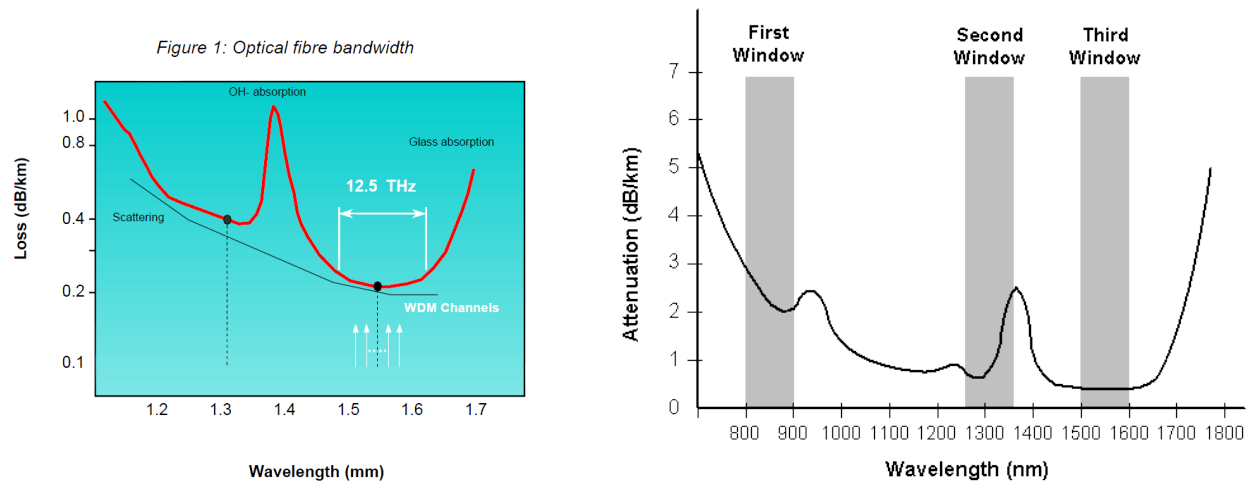 Figure 1: Optical fibre bandwidth
OH- absorption
Glass absorption
12.5 THz
Scattering
WDM Channels
Loss (dB/km)
1.0
0.8
0.4
0.2
0.1
1.2 1.3 1.4 1.5 1.6 1.7
Wavelength (mm)
First
Window
Second
Window
Third
Window
Attenuation (dB/km)
7
6
5
4
3
2
1
0
800 900 1000 1100 1200 1300 1400 1500 1600 1700 1800
Wavelength (nm)